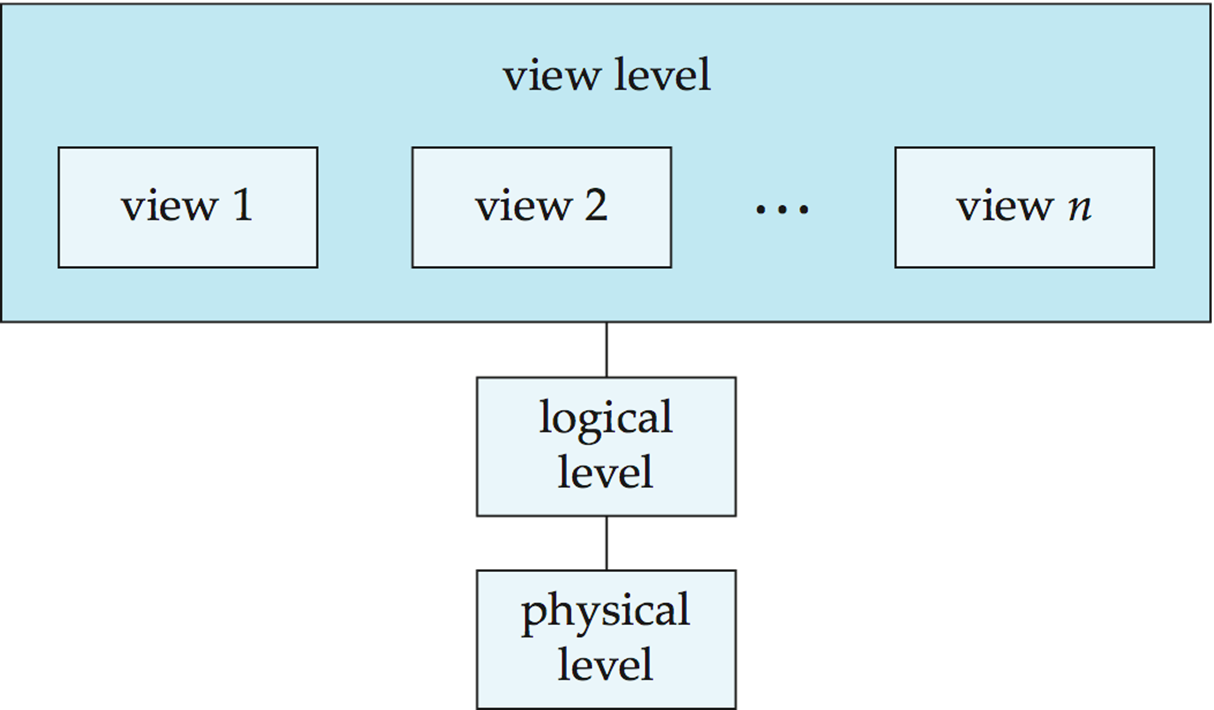 view level
view 1
view 2
...
view n
logical
level
physical
level